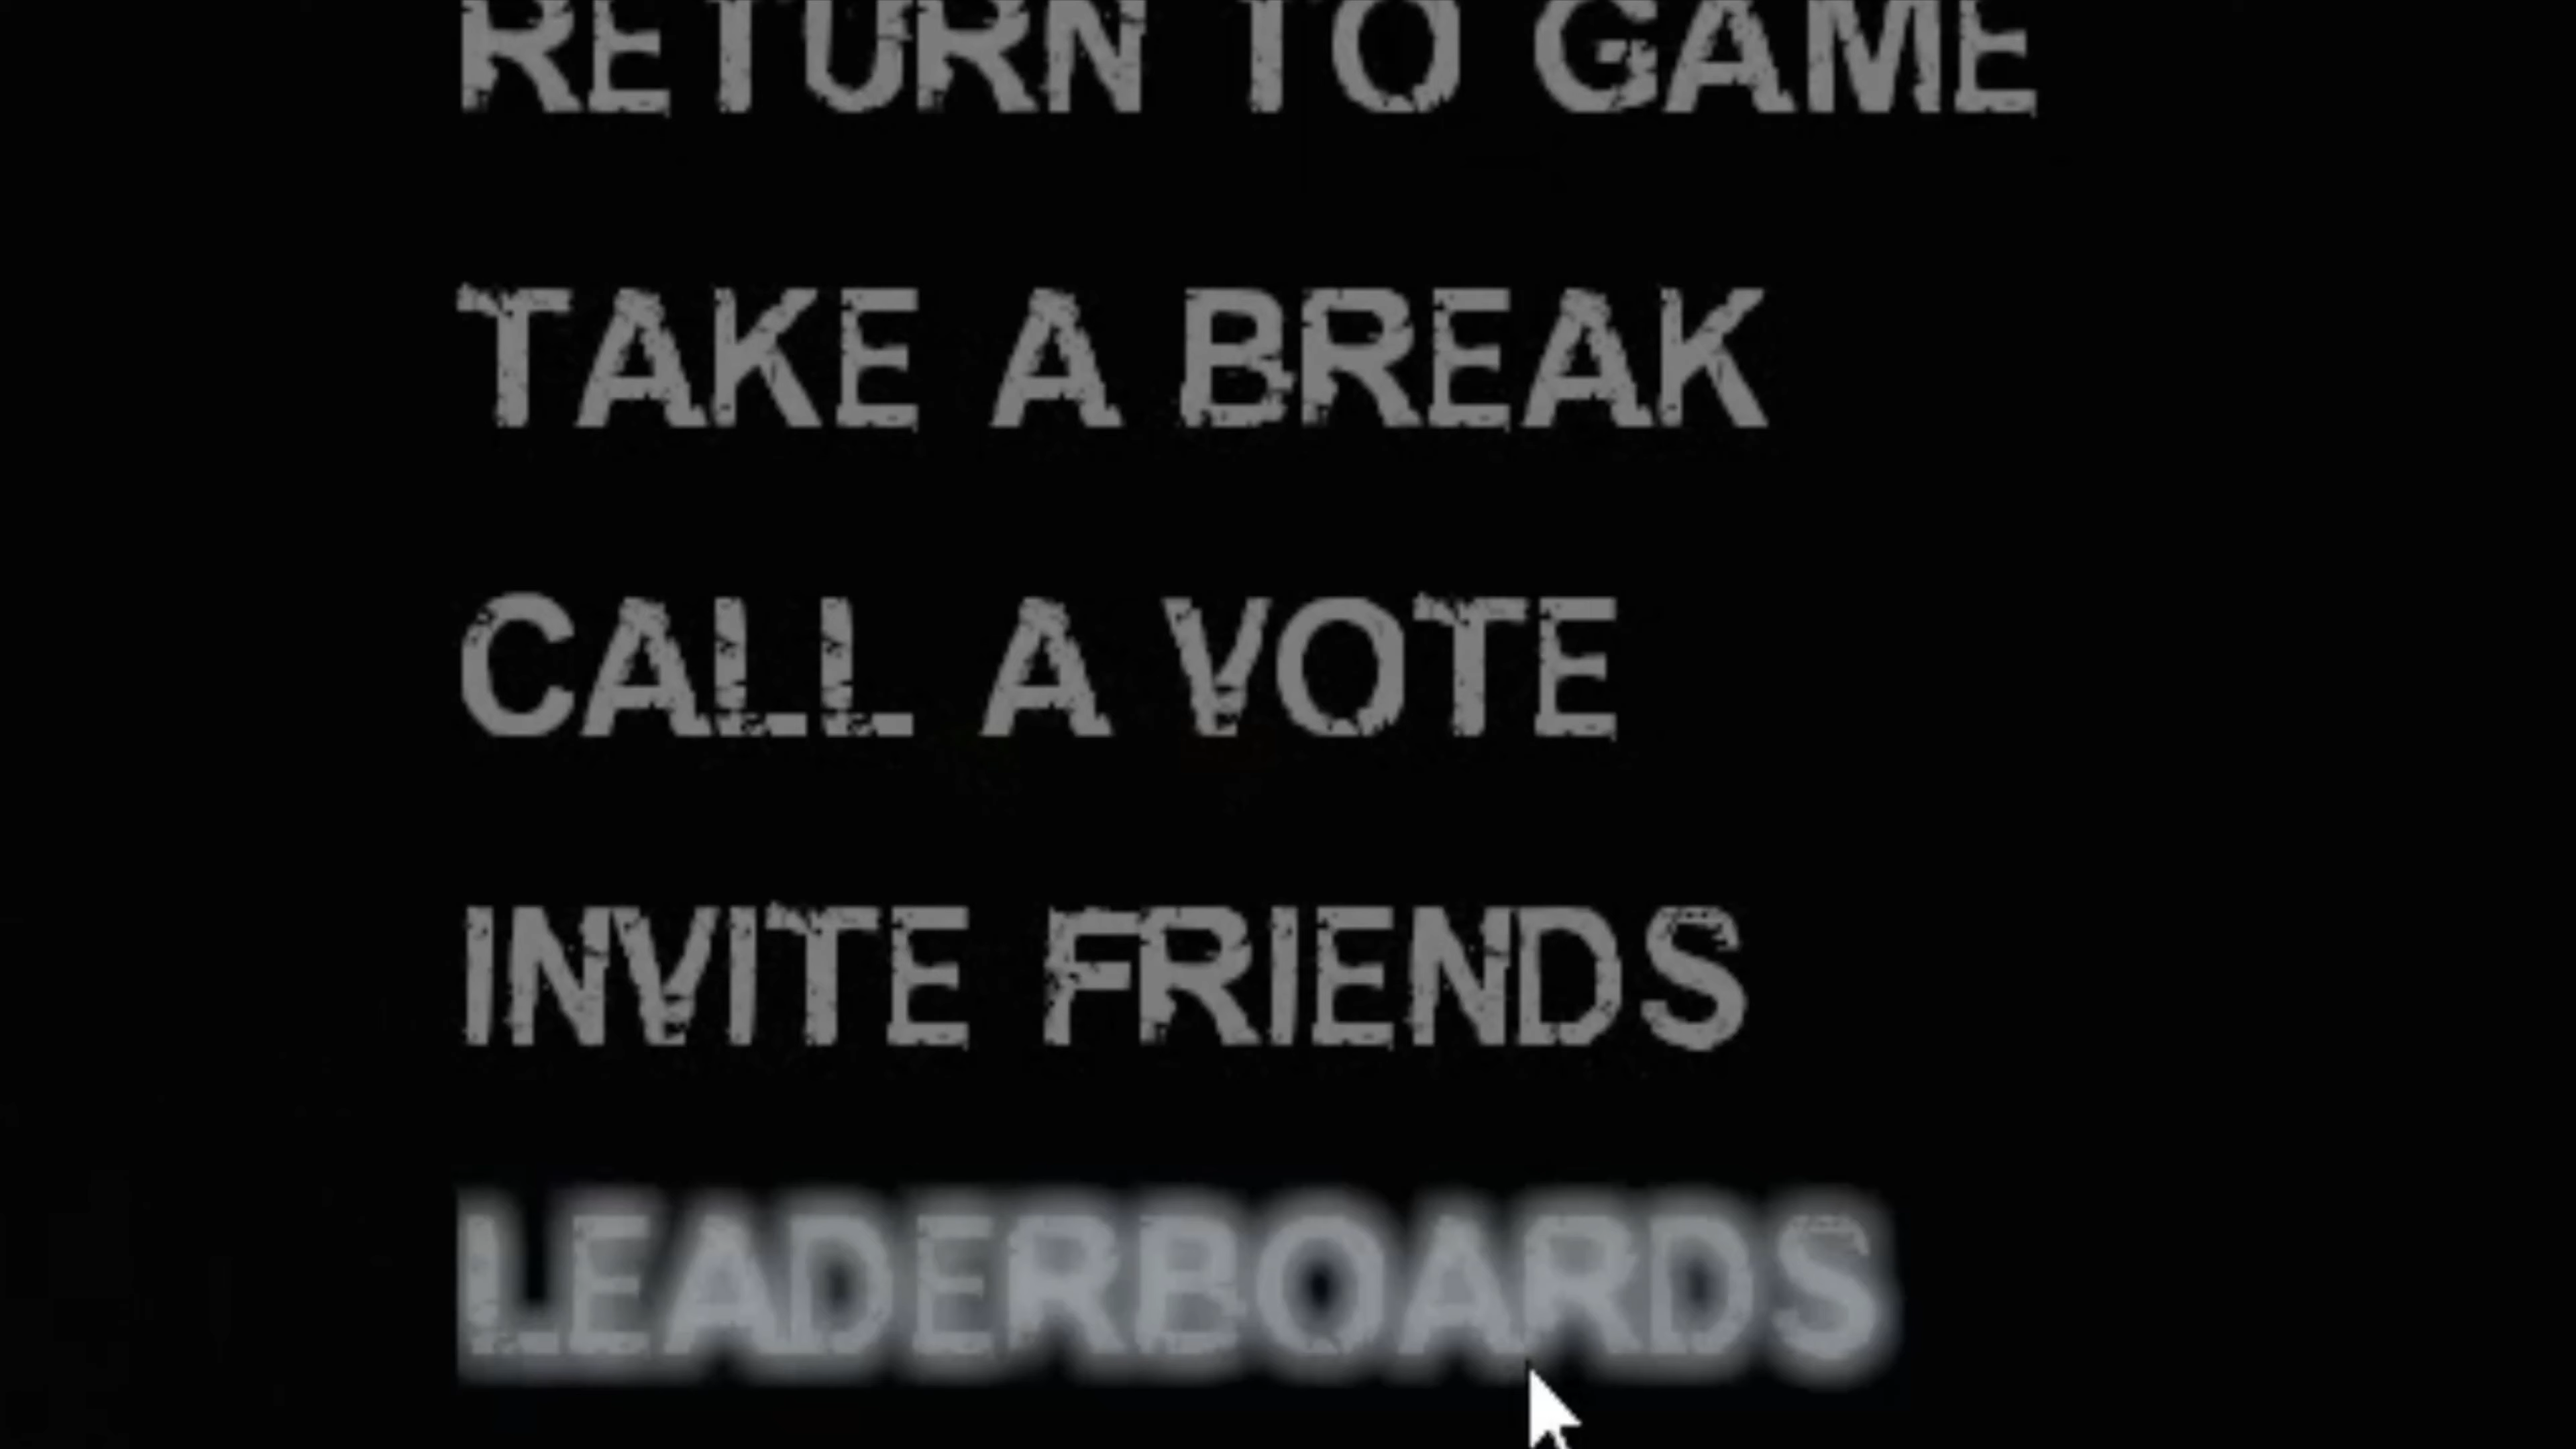 RETURN TO GAME
TAKE A BREAK
CALL A VOTE
INVITE FRIENDS
LEADERBOARDS